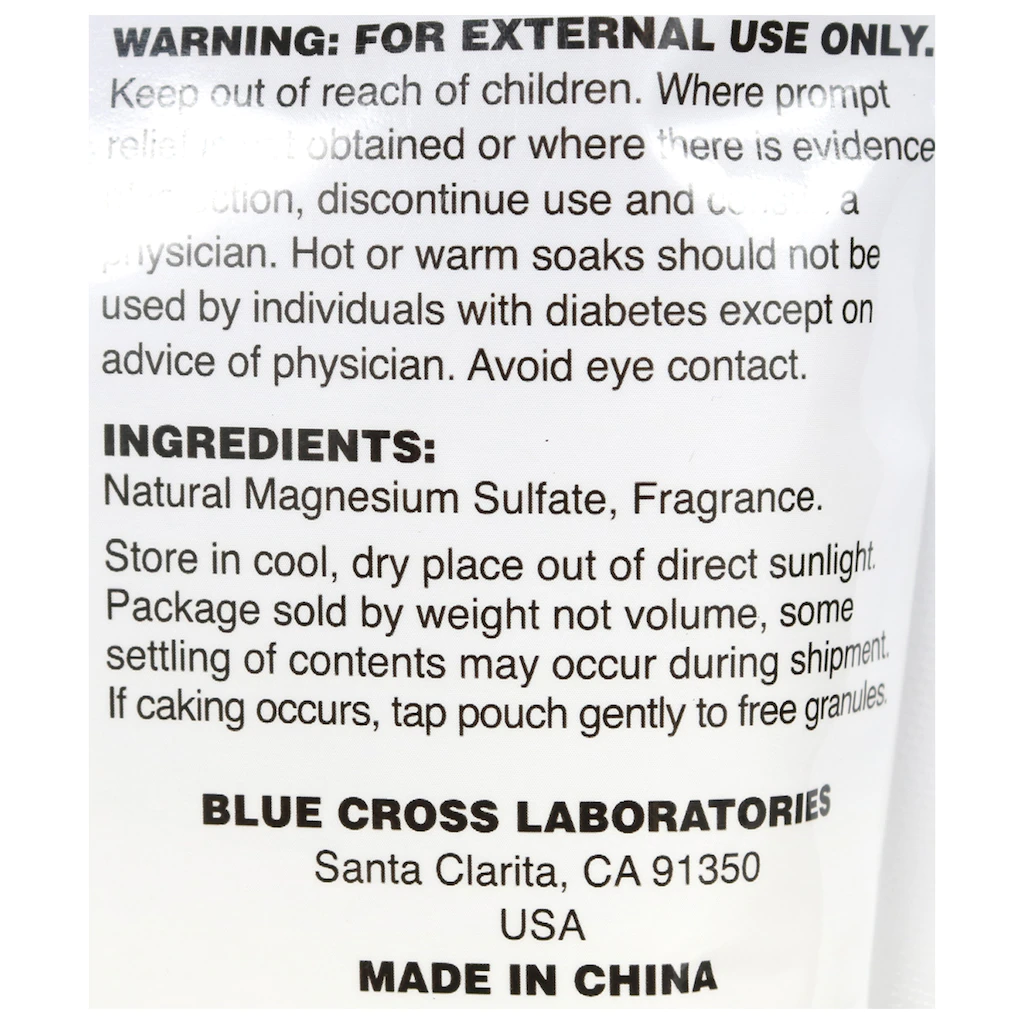 WARNING: FOR EXTERNAL USE ONLY.
Keep out of reach of children. Where prompt
relief obtained or where there is evidence
discontinue use and a
physician. Hot or warm soaks should not be
used by individuals with diabetes except on
advice of physician. Avoid eye contact.
INGREDIENTS:
Natural Magnesium Sulfate, Fragrance.
Store in cool, dry place out of direct sunlight.
Package sold by weight not volume, some
settling of contents may occur during shipment.
If caking occurs, tap pouch gently to free granules.
BLUE CROSS LABORATORIES
Santa Clarita, CA 91350
USA
MADE IN CHINA